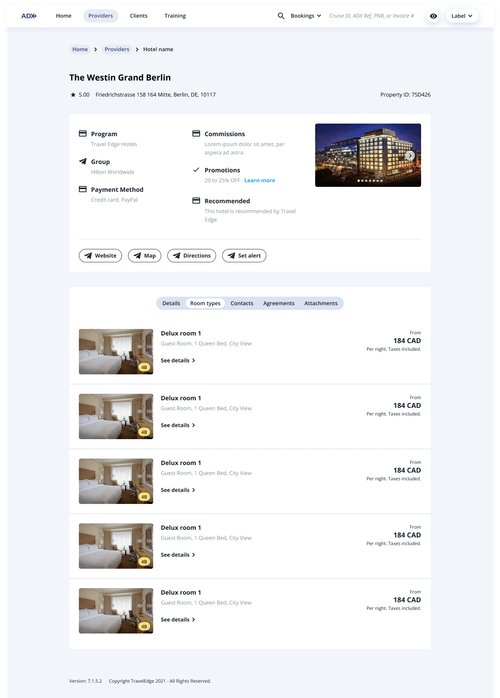 ADX Home Providers Clients Training Bookings Cruise ID, ADX Ref, PNR, or Invoice # Label
Home Providers Hotel name
The Westin Grand Berlin
5.00 Friedrichstrasse 158 164 Mitte, Berlin, DE, 10117 Property ID: 7SD426
Program
Travel Edge Hotels
Group
Hilton Worldwide
Payment Method
Credit card, PayPal
Commissions
Lorem ipsum dolor sit amet, per
aspera ad astra.
Promotions
20 to 25% OFF Learn more
Recommended
This hotel is recommended by Travel
Edge.
Website Map Directions Set alert
Details Room types Contacts Agreements Attachments
Delux room 1
Guest Room, 1 Queen Bed, City View
See details
From
184 CAD
Per night. Taxes included.
48
Delux room 1
Guest Room, 1 Queen Bed, City View
See details
From
184 CAD
Per night. Taxes included.
48
Delux room 1
Guest Room, 1 Queen Bed, City View
See details
From
184 CAD
Per night. Taxes included.
48
Delux room 1
Guest Room, 1 Queen Bed, City View
See details
From
184 CAD
Per night. Taxes included.
48
Delux room 1
Guest Room, 1 Queen Bed, City View
See details
From
184 CAD
Per night. Taxes included.
48
Version: 7.1.5.2 Copyright TravelEdge 2021 - All Rights Reserved.